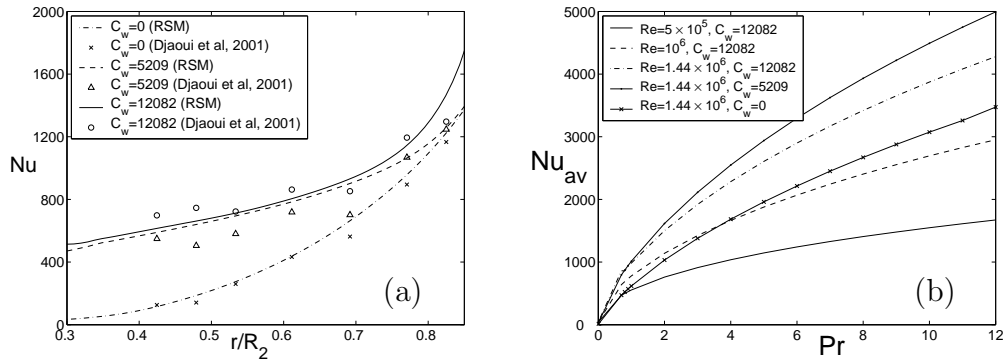 C_w=0 (RSM)
C_w=0 (Djaoui et al, 2001)
C_w=5209 (RSM)
C_w=5209 (Djaoui et al, 2001)
C_w=12082 (RSM)
C_w=12082 (Djaoui et al, 2001)
Nu
2000
1600
1200
800
400
0
0.3
0.4
0.5
0.6
0.7
0.8
r/R_2
(a)
Re=5×10^5, C_w=12082
Re=10^6, C_w=12082
Re=1.44×10^6, C_w=12082
Re=1.44×10^6, C_w=5209
Re=1.44×10^6, C_w=0
Nu_av
5000
4000
3000
2000
1000
0
0
2
4
6
8
10
12
Pr
(b)